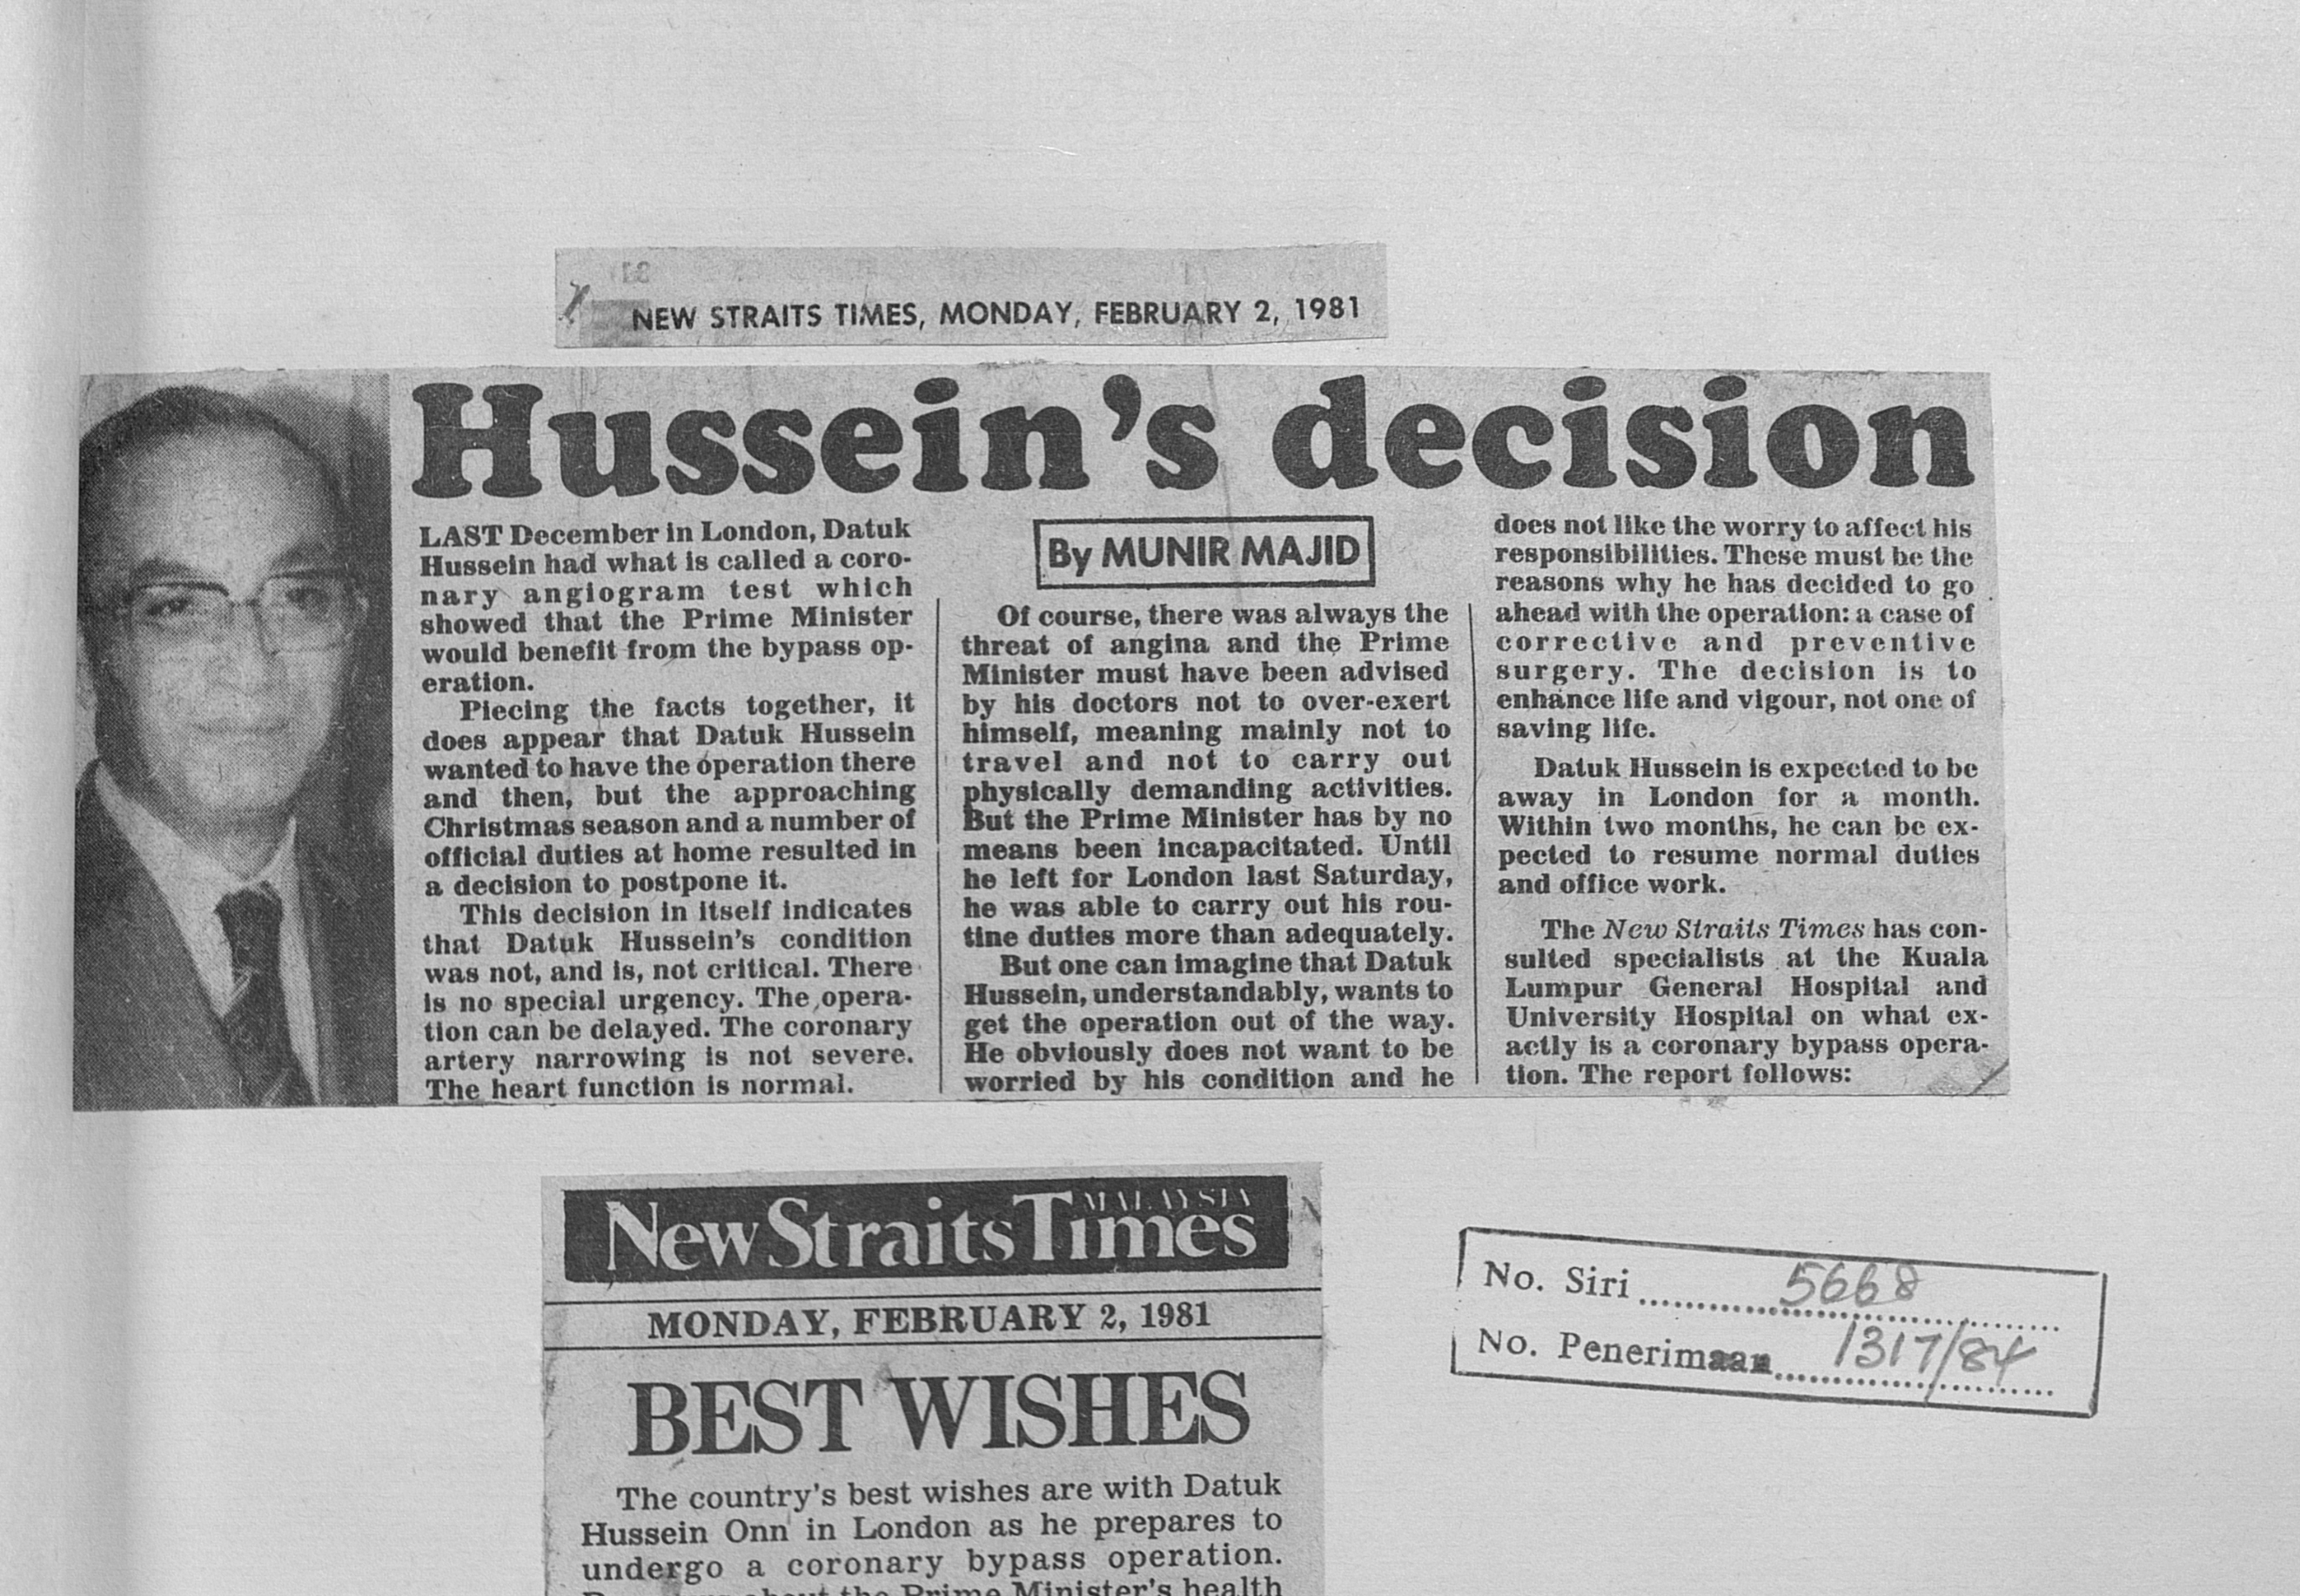 NEW STRAITS TIMES, MONDAY, FEBRUARY 2, 1981
Hussein's decision
LAST December in London, Datuk
Hussein had what is called a coro-
nary angiogram test which
showed that the Prime Minister
would benefit from the bypass op-
eration.
Piecing the facts together, it
does appear that Datuk Hussein
wanted to have the operation there
and then, but the approaching
Christmas season and a number of
official duties at home resulted in
a decision to postpone it.
This decision in itself indicates
that Datuk Hussein's condition
was not, and is, not critical. There
is no special urgency. The opera-
tion can be delayed. The coronary
artery narrowing is not severe.
The heart function is normal.
By MUNIR MAJID
Of course, there was always the
threat of angina and the Prime
Minister must have been advised
by his doctors not to over-exert
himself, meaning mainly not to
travel and not to carry out
physically demanding activities.
But the Prime Minister has by no
means been incapacitated. Until
he left for London last Saturday,
he was able to carry out his rou-
tine duties more than adequately.
But one can imagine that Datuk
Hussein, understandably, wants to
get the operation out of the way.
He obviously does not want to be
worried by his condition and he
does not like the worry to affect his
responsibilities. These must be the
reasons why he has decided to go
ahead with the operation: a case of
corrective and preventive
surgery. The decision is to
enhance life and vigour, not one of
saving life.
Datuk Hussein is expected to be
away in London for a month.
Within two months, he can be ex-
pected to resume normal duties
and office work.
The New Straits Times has con-
sulted specialists at the Kuala
Lumpur General Hospital and
University Hospital on what ex-
actly is a coronary bypass opera-
tion. The report follows:
New Straits Times MALAYSIA
MONDAY, FEBRUARY 2, 1981
BEST WISHES
The country's best wishes are with Datuk
Hussein Onn in London as he prepares to
undergo a coronary bypass operation.
about the Prime Minister's health
No. Siri 5668
No. Penerimaan 1317/84